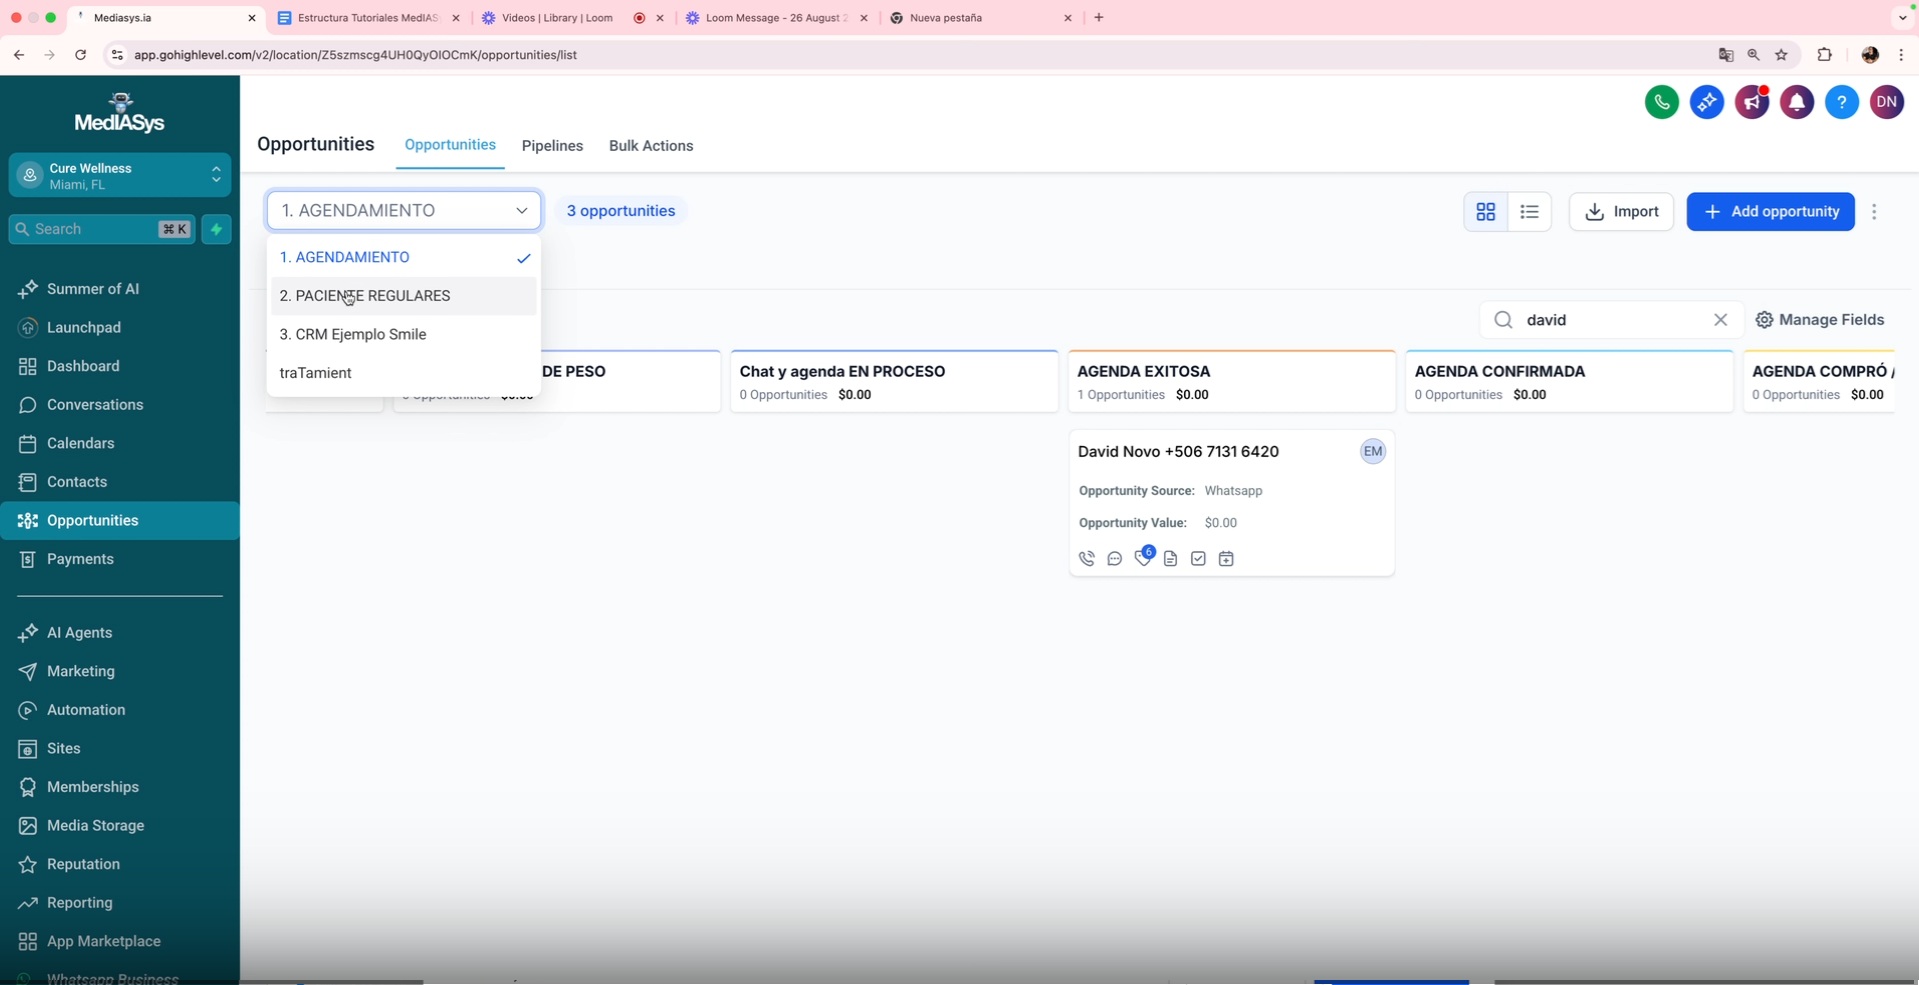 Mediasys.ia
Estructura Tutoriales MedIAS
Videos | Library | Loom
Loom Message - 26 August 2
Nueva pestaña
app.gohighlevel.com/v2/location/Z5szmscg4UH0QyOIOCmK/opportunities/list
MedIASys
Cure Wellness
Miami, FL
Search
⌘ K
Summer of AI
Launchpad
Dashboard
Conversations
Calendars
Contacts
Opportunities
Payments
AI Agents
Marketing
Automation
Sites
Memberships
Media Storage
Reputation
Reporting
App Marketplace
Whatsapp Business
DN
Opportunities
Opportunities
Pipelines
Bulk Actions
1. AGENDAMIENTO
3 opportunities
Import
Add opportunity
1. AGENDAMIENTO
2. PACIENTE REGULARES
3. CRM Ejemplo Smile
traTamient
david
Manage Fields
DE PESO
Opportunities $0.00
Chat y agenda EN PROCESO
0 Opportunities $0.00
AGENDA EXITOSA
1 Opportunities $0.00
AGENDA CONFIRMADA
0 Opportunities $0.00
AGENDA COMPRÓ /
0 Opportunities $0.00
David Novo +506 7131 6420
EM
Opportunity Source: Whatsapp
Opportunity Value: $0.00
6